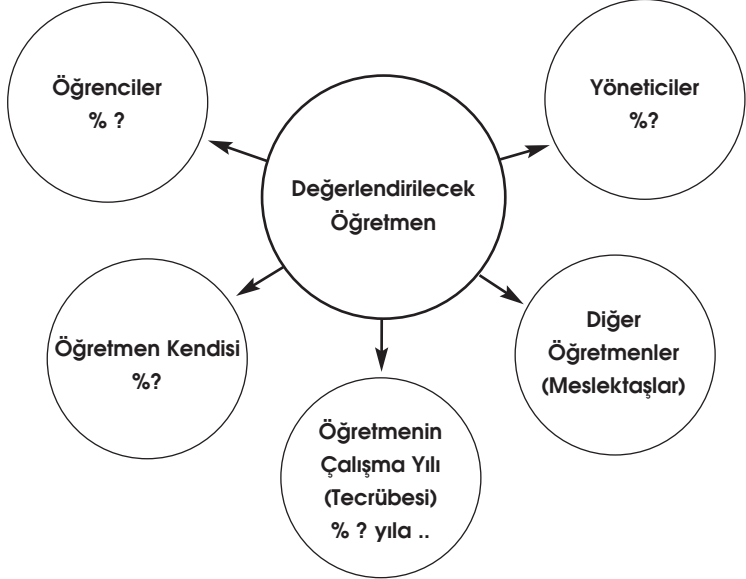 Öğrenciler
% ?
Yöneticiler
%?
Değerlendirilecek
Öğretmen
Öğretmen Kendisi
%?
Diğer
Öğretmenler
(Meslektaşlar)
Öğretmenin
Çalışma Yılı
(Tecrübesi)
% ? yıla ..